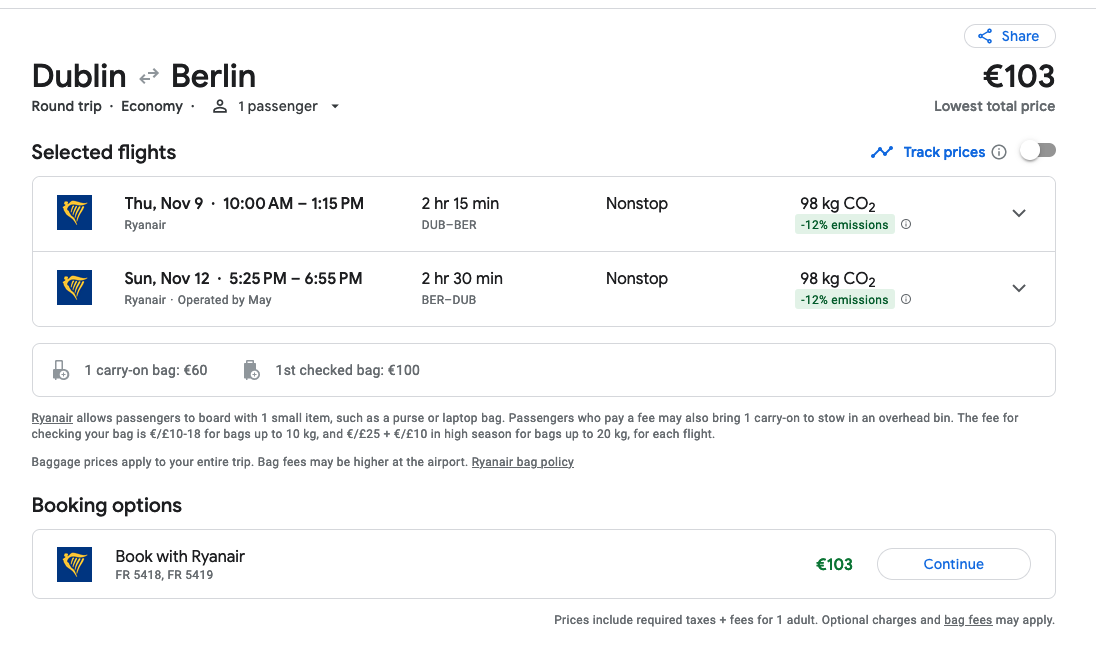 Share
Dublin Berlin
€103
Round trip · Economy · 1 passenger
Lowest total price
Selected flights
Track prices
Thu, Nov 9 · 10:00 AM – 1:15 PM
Ryanair
2 hr 15 min
DUB–BER
Nonstop
98 kg CO2
-12% emissions
Sun, Nov 12 · 5:25 PM – 6:55 PM
Ryanair · Operated by May
2 hr 30 min
BER–DUB
Nonstop
98 kg CO2
-12% emissions
1 carry-on bag: €60
1st checked bag: €100
Ryanair allows passengers to board with 1 small item, such as a purse or laptop bag. Passengers who pay a fee may also bring 1 carry-on to stow in an overhead bin. The fee for
checking your bag is €/£10-18 for bags up to 10 kg, and €/£25 + €/£10 in high season for bags up to 20 kg, for each flight.
Baggage prices apply to your entire trip. Bag fees may be higher at the airport. Ryanair bag policy
Booking options
Book with Ryanair
FR 5418, FR 5419
€103
Continue
Prices include required taxes + fees for 1 adult. Optional charges and bag fees may apply.